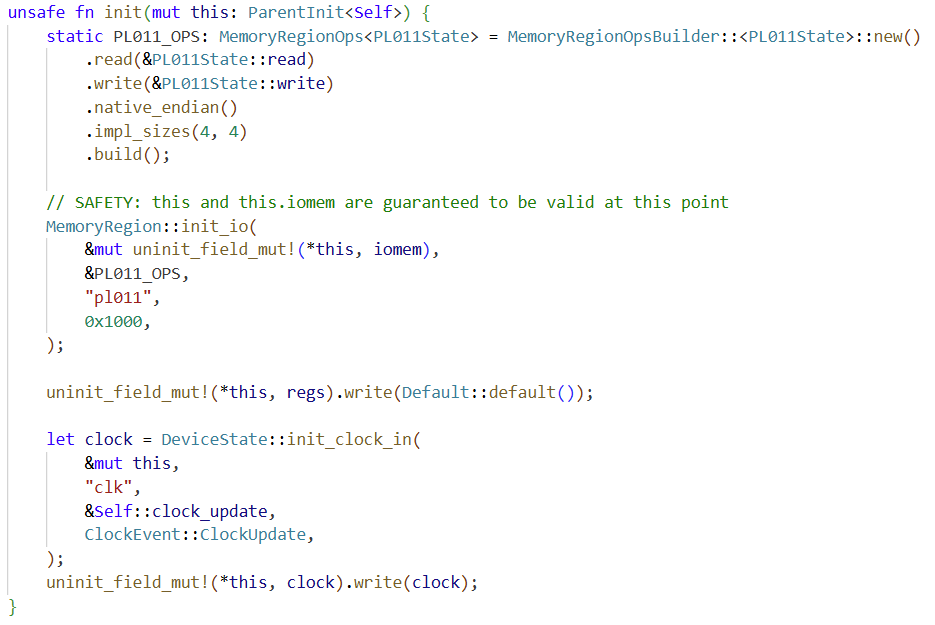 unsafe fn init(mut this: ParentInit<Self>) {
    static PL011_OPS: MemoryRegionOps<PL011State> = MemoryRegionOpsBuilder::<PL011State>::new()
        .read(&PL011State::read)
        .write(&PL011State::write)
        .native_endian()
        .impl_sizes(4, 4)
        .build();
    // SAFETY: this and this.iomem are guaranteed to be valid at this point
    MemoryRegion::init_io(
        &mut uninit_field_mut!(*this, iomem),
        &PL011_OPS,
        "pl011",
        0x1000,
    );
    uninit_field_mut!(*this, regs).write(Default::default());
    let clock = DeviceState::init_clock_in(
        &mut this,
        "clk",
        &Self::clock_update,
        ClockEvent::ClockUpdate,
    );
    uninit_field_mut!(*this, clock).write(clock);
}